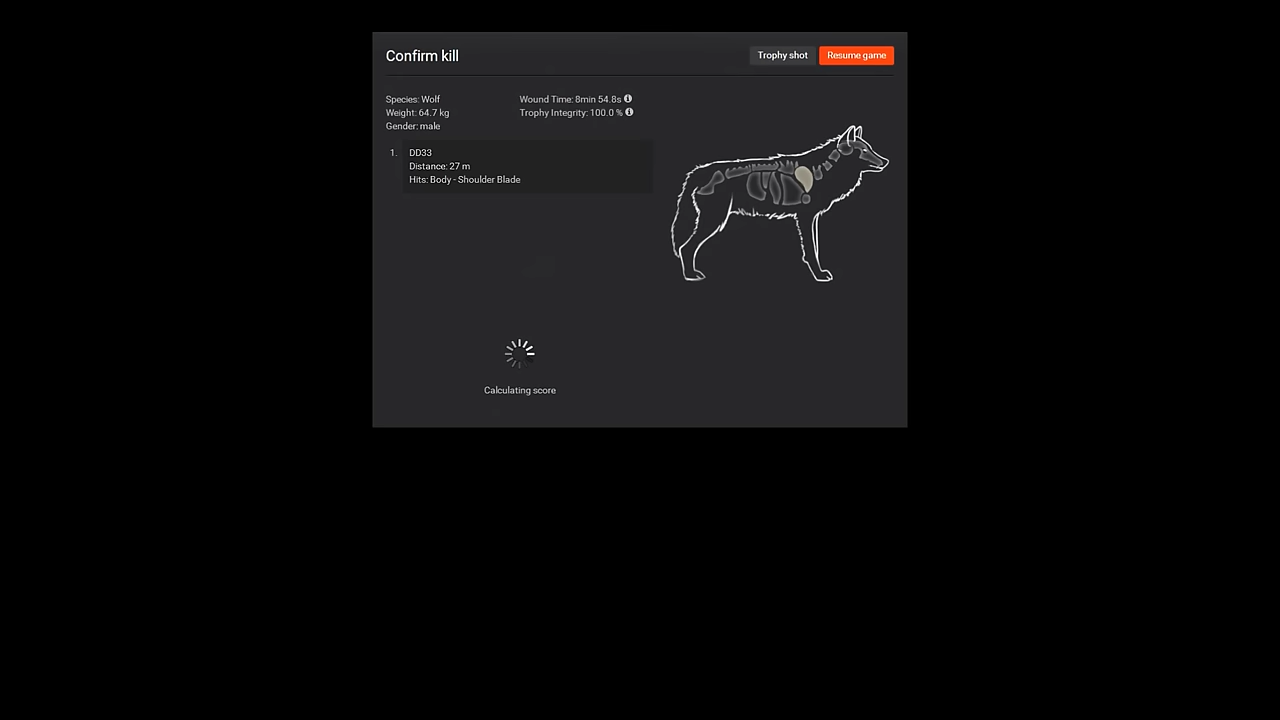 Confirm kill
Trophy shot
Resume game
Species: Wolf
Weight: 64.7 kg
Gender: male
Wound Time: 8min 54.8s
Trophy Integrity: 100.0 %
1.
DD33
Distance: 27 m
Hits: Body - Shoulder Blade
Calculating score